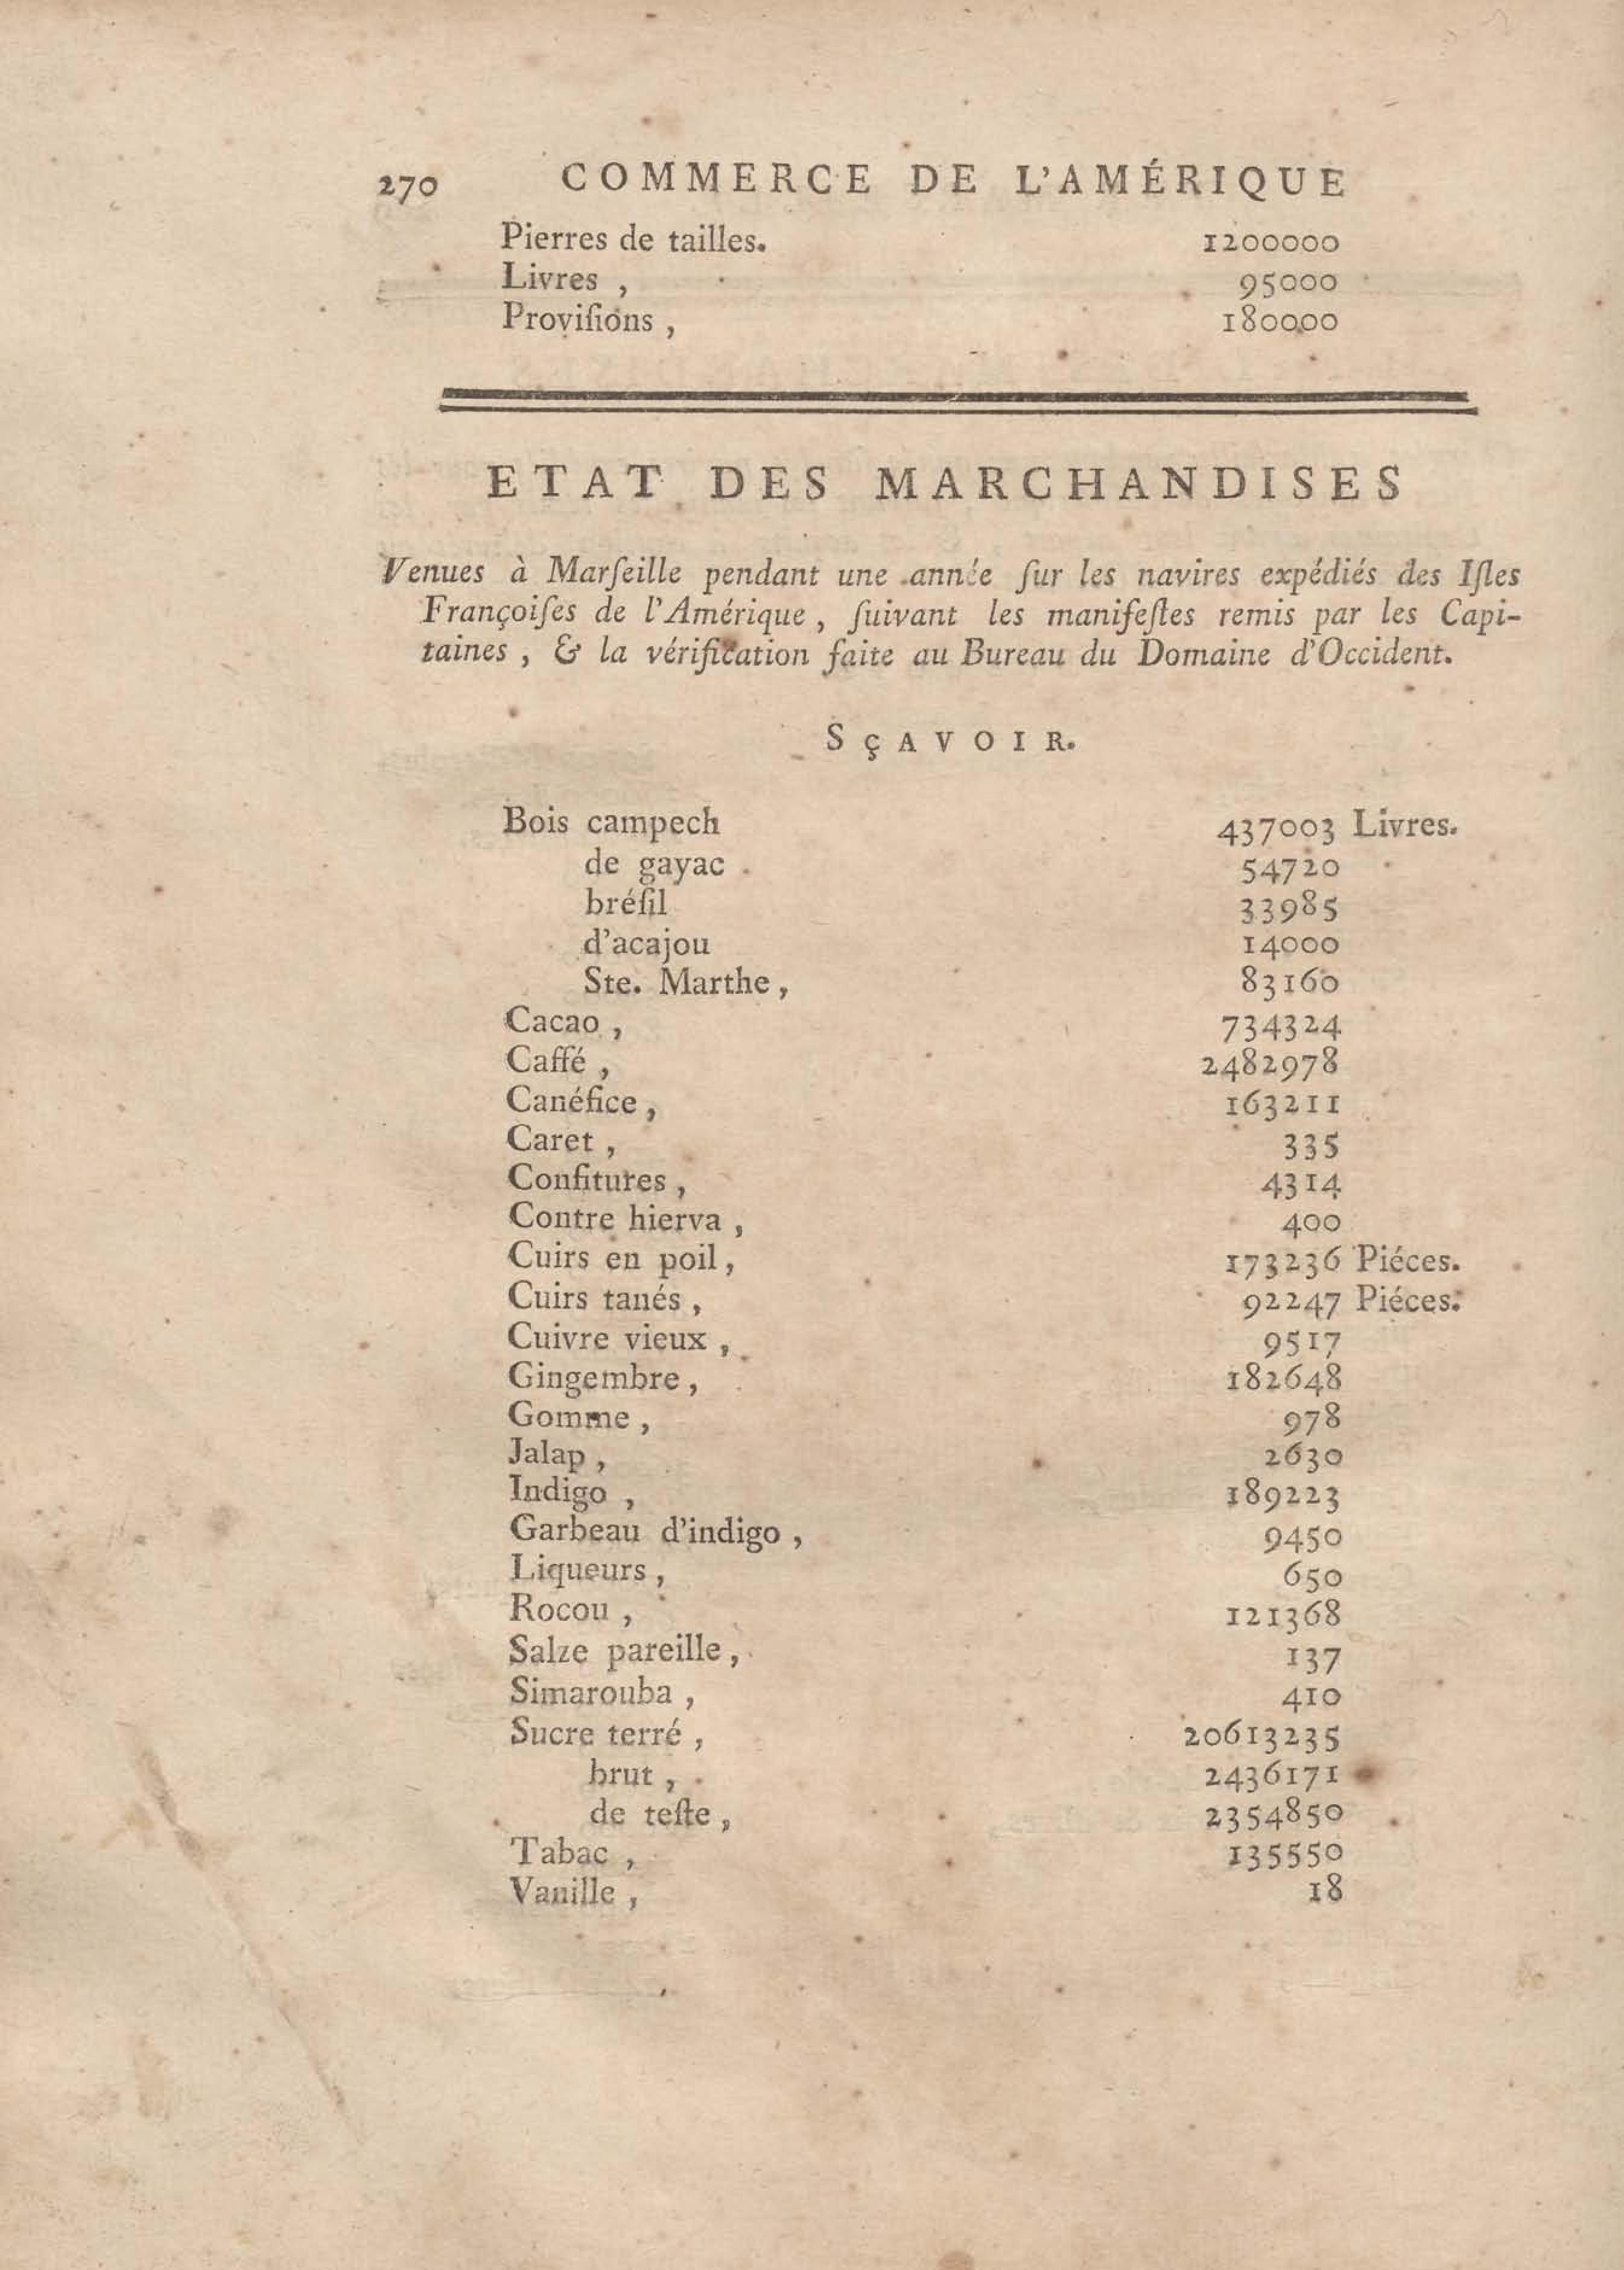 270 COMMERCE DE L'AMÉRIQUE
Pierres de tailles. 1200000
Livres , 95000
Proviſions , 180000
ETAT DES MARCHANDISES
Venues à Marſeille pendant une année ſur les navires expédiés des Iſles
Françoiſes de l'Amérique , ſuivant les manifeſtes remis par les Capi-
taines , & la vérification faite au Bureau du Domaine d'Occident.
SÇAVOIR.
Bois campech 437003 Livres.
de gayac 54720
bréſil 33985
d'acajou 14000
Ste. Marthe , 83160
Cacao , 734324
Caffé , 2482978
Canéfice , 163211
Caret , 335
Confitures , 4314
Contre hierva , 400
Cuirs en poil , 173236 Piéces.
Cuirs tanés , 92247 Piéces.
Cuivre vieux , 9517
Gingembre , 182648
Gomme , 978
Jalap , 2630
Indigo , 189223
Garbeau d'indigo , 9450
Liqueurs , 650
Rocou , 121368
Salze pareille , 137
Simarouba , 410
Sucre terré , 20613235
brut , 2436171
de teſte , 2354850
Tabac , 135550
Vanille , 18